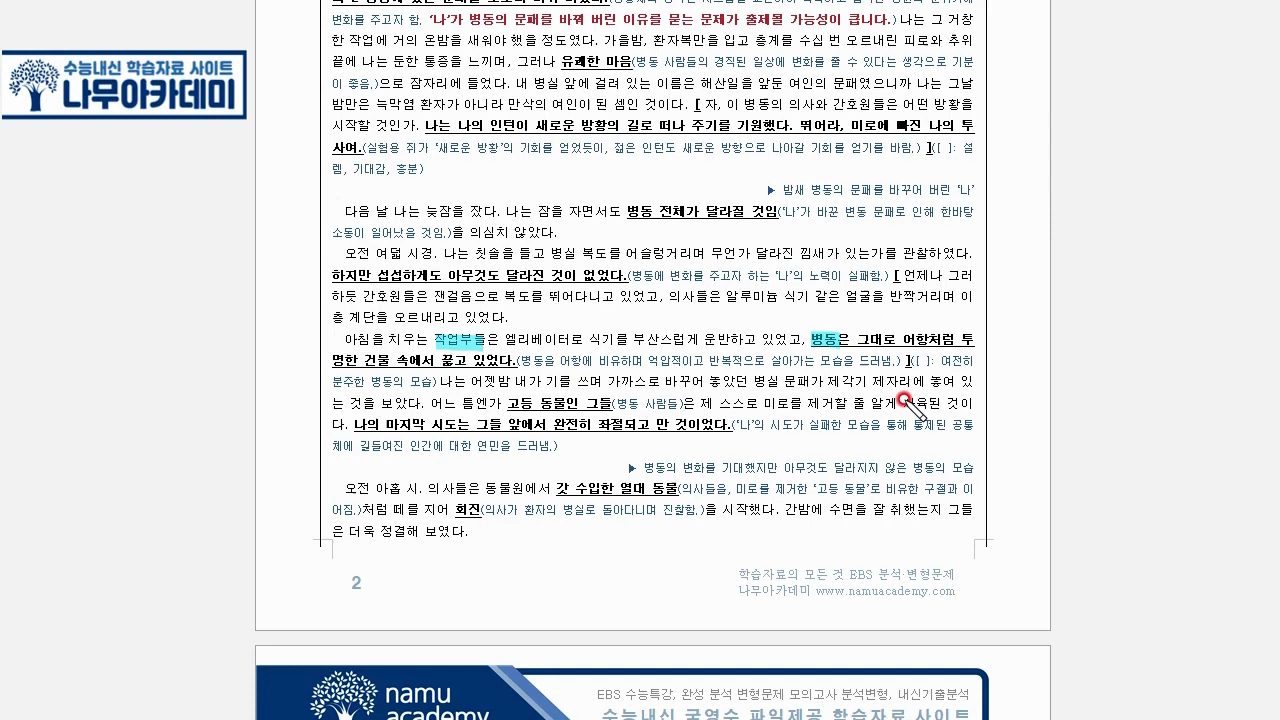 변화를 주고자 함. ‘나’가 병동의 문패를 바꿔 버린 이유를 묻는 문제가 출제될 가능성이 큽니다.) 나는 그 거창
한 작업에 거의 온밤을 새워야 했을 정도였다. 가을밤, 환자복만을 입고 층계를 수십 번 오르내린 피로와 추위
끝에 나는 둔한 통증을 느끼며, 그러나 유쾌한 마음(병동 사람들의 경직된 일상에 변화를 줄 수 있다는 생각으로 기분
이 좋음.)으로 잠자리에 들었다. 내 병실 앞에 걸려 있는 이름은 해산일을 앞둔 여인의 문패였으니까 나는 그날
밤만은 늑막염 환자가 아니라 만삭의 여인이 된 셈인 것이다. [ 자, 이 병동의 의사와 간호원들은 어떤 방황을
시작할 것인가. 나는 나의 인턴이 새로운 방황의 길로 떠나 주기를 기원했다. 뛰어라, 미로에 빠진 나의 투
사여.(실험용 쥐가 ‘새로운 방황’의 기회를 얻었듯이, 젊은 인턴도 새로운 방향으로 나아갈 기회를 얻기를 바람.) ]([ ]: 설
렘, 기대감, 흥분)
▶ 밤새 병동의 문패를 바꾸어 버린 ‘나’
다음 날 나는 늦잠을 잤다. 나는 잠을 자면서도 병동 전체가 달라질 것임(‘나’가 바꾼 변동 문패로 인해 한바탕
소동이 일어났을 것임.)을 의심치 않았다.
오전 여덟 시경. 나는 칫솔을 들고 병실 복도를 어슬렁거리며 무언가 달라진 낌새가 있는가를 관찰하였다.
하지만 섭섭하게도 아무것도 달라진 것이 없었다.(병동에 변화를 주고자 하는 ‘나’의 노력이 실패함.) [ 언제나 그러
하듯 간호원들은 잰걸음으로 복도를 뛰어다니고 있었고, 의사들은 알루미늄 식기 같은 얼굴을 반짝거리며 이
층 계단을 오르내리고 있었다.
아침을 치우는 작업부들은 엘리베이터로 식기를 부산스럽게 운반하고 있었고, 병동은 그대로 어항처럼 투
명한 건물 속에서 꿇고 있었다.(병동을 어항에 비유하며 억압적이고 반복적으로 살아가는 모습을 드러냄.) ]([ ]: 여전히
분주한 병동의 모습) 나는 어젯밤 내가 기를 쓰며 가까스로 바꾸어 놓았던 병실 문패가 제각기 제자리에 놓여 있
는 것을 보았다. 어느 틈엔가 고등 동물인 그들(병동 사람들)은 제 스스로 미로를 제거할 줄 알게 육된 것이
다. 나의 마지막 시도는 그들 앞에서 완전히 좌절되고 만 것이었다.(‘나’의 시도가 실패한 모습을 통해 통제된 공동
체에 길들여진 인간에 대한 연민을 드러냄.)
▶ 병동의 변화를 기대했지만 아무것도 달라지지 않은 병동의 모습
오전 아홉 시. 의사들은 동물원에서 갓 수입한 열대 동물(의사들을, 미로를 제거한 ‘고등 동물’로 비유한 구절과 이
어짐.)처럼 떼를 지어 회진(의사가 환자의 병실로 돌아다니며 진찰함.)을 시작했다. 간밤에 수면을 잘 취했는지 그들
은 더욱 정결해 보였다.
2
학습자료의 모든 것 EBS 분석·변형문제
나무아카데미 www.namuacademy.com
수능내신 학습자료 사이트
나무아카데미
namu
academy
EBS 수능특강, 완성 분석 변형문제 모의고사 분석변형, 내신기출분석
수능내신 국영수 파일제공 학습자료 사이트